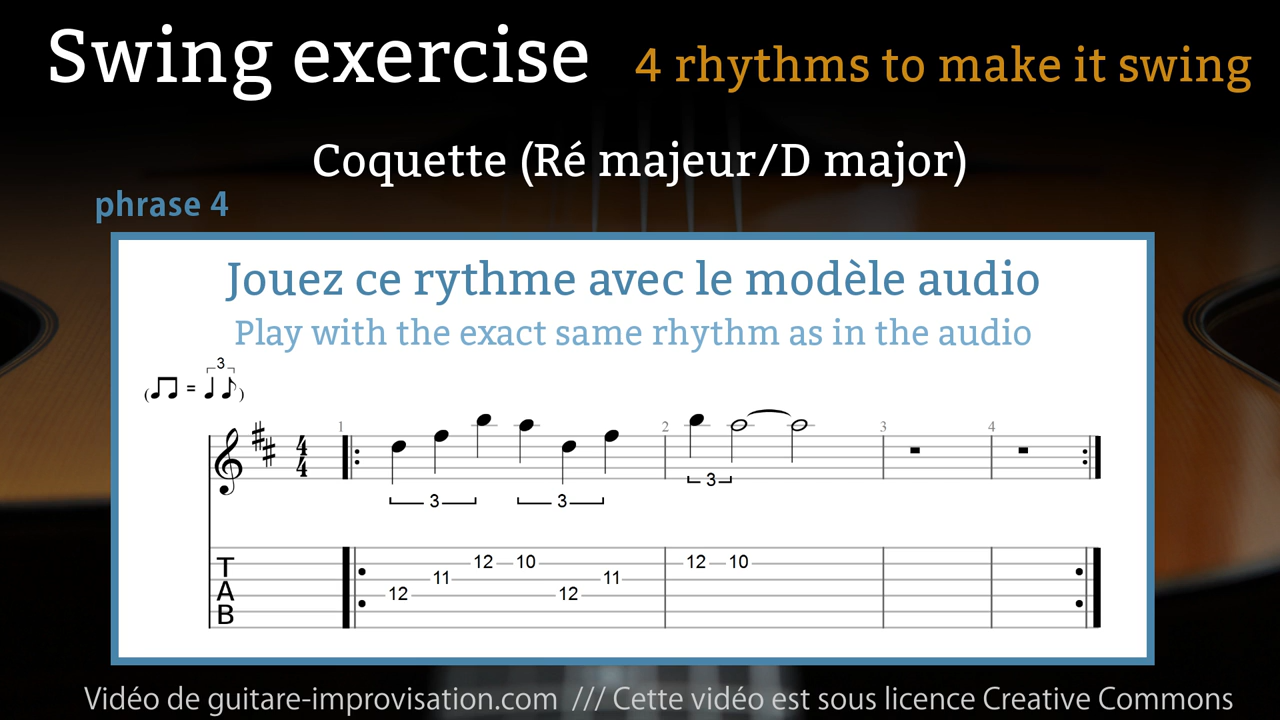 Swing exercise 4 rhythms to make it swing
Coquette (Ré majeur/D major)
phrase 4
Jouez ce rythme avec le modèle audio
Play with the exact same rhythm as in the audio
3
(♫ = ♩ ♪)
1 2 3 4
4
4
3
3 3
T
A
B
12 10 12 10
11 11
12 12
Vidéo de guitare-improvisation.com /// Cette vidéo est sous licence Creative Commons